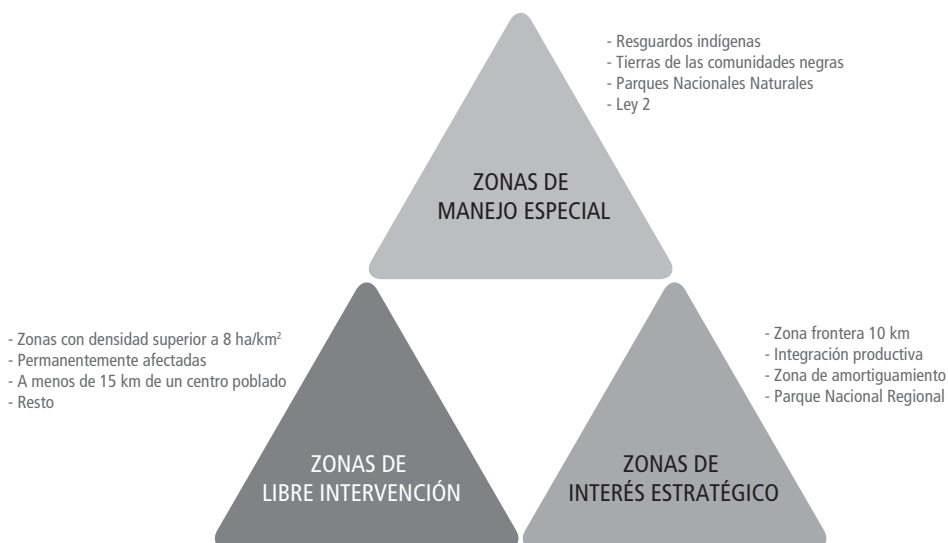 - Resguardos indígenas
- Tierras de las comunidades negras
- Parques Nacionales Naturales
- Ley 2
ZONAS DE
MANEJO ESPECIAL
- Zonas con densidad superior a 8 ha/km²
- Permanentemente afectadas
- A menos de 15 km de un centro poblado
- Resto
ZONAS DE
LIBRE INTERVENCIÓN
- Zona frontera 10 km
- Integración productiva
- Zona de amortiguamiento
- Parque Nacional Regional
ZONAS DE
INTERÉS ESTRATÉGICO